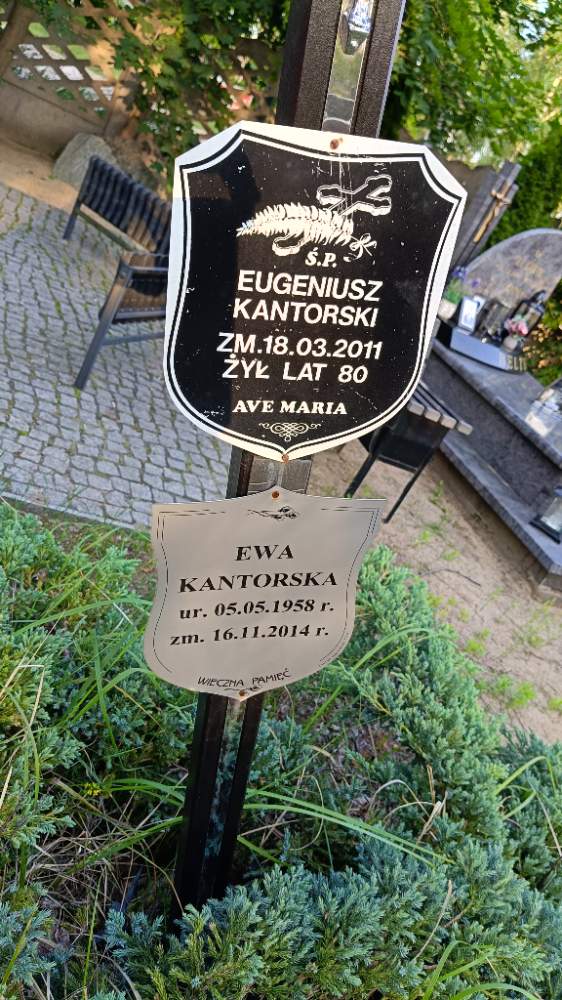 Ś.P.
EUGENIUSZ
KANTORSKI
ZM.18.03.2011
ŻYŁ LAT 80
AVE MARIA
EWA
KANTORSKA
ur. 05.05.1958 r.
zm. 16.11.2014 r.
WIECZNA PAMIĘĆ